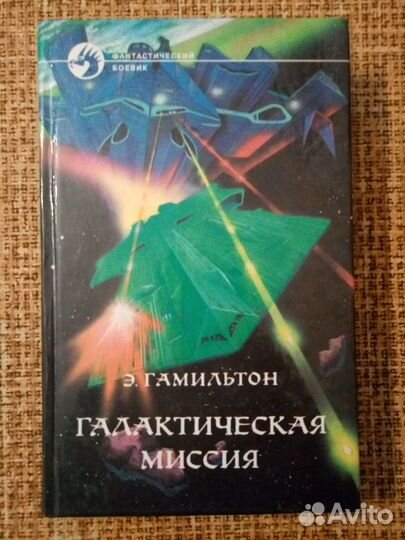 ФАНТАСТИЧЕСКИЙ
БОЕВИК
Э. ГАМИЛЬТОН
ГАЛАКТИЧЕСКАЯ
МИССИЯ
Avito